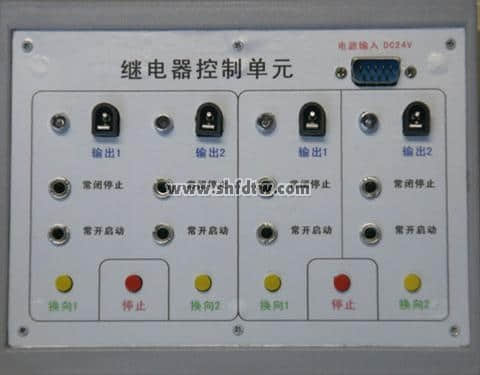 电源输入 DC24V
继电器控制单元
输出1 输出2 输出1 输出2
常闭停止 常闭停止 常闭停止 常闭停止
www.shfdtw.com
常开启动 常开启动 常开启动 常开启动
换向1 停止 换向2 换向1 停止 换向2